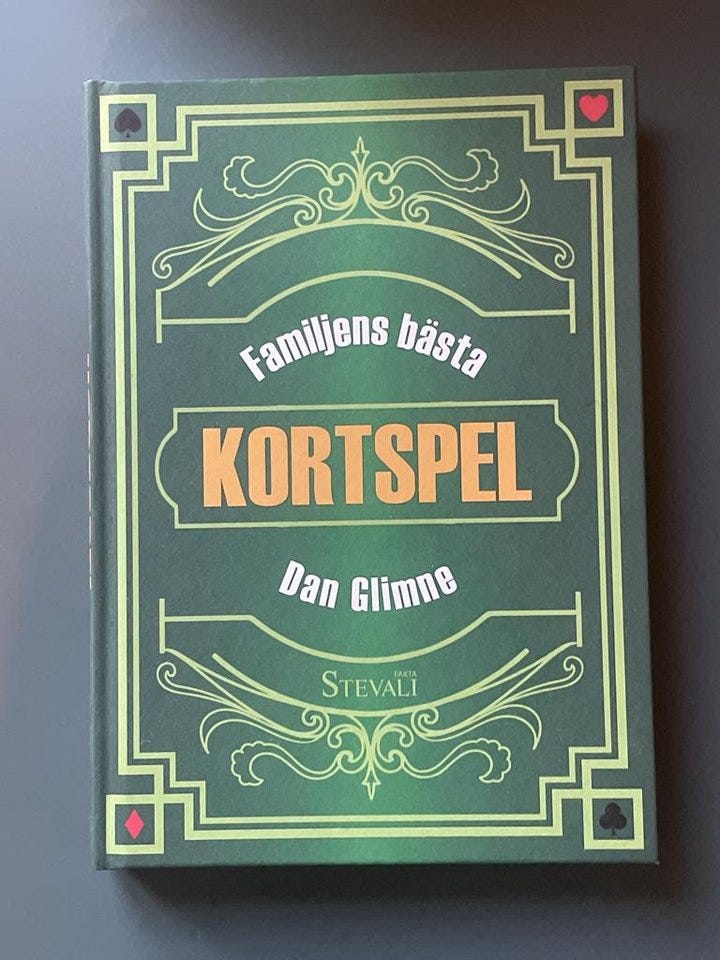 Familjens bästa
KORTSPEL
Dan Glimne
FAKTA
STEVALI